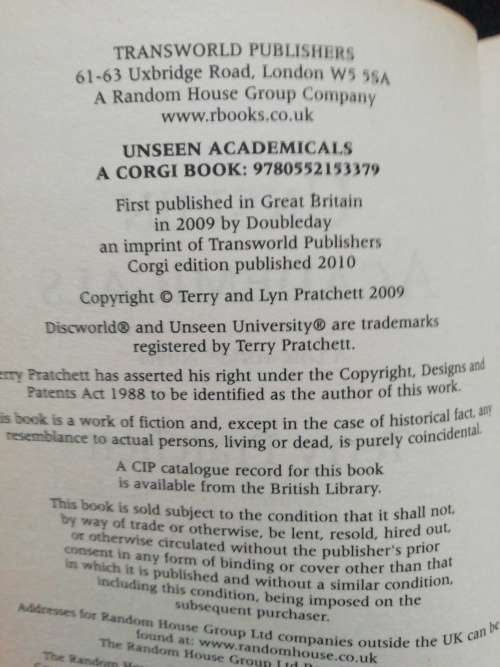 TRANSWORLD PUBLISHERS
61-63 Uxbridge Road, London W5 5SA
A Random House Group Company
www.rbooks.co.uk
UNSEEN ACADEMICALS
A CORGI BOOK: 9780552153379
First published in Great Britain
in 2009 by Doubleday
an imprint of Transworld Publishers
Corgi edition published 2010
Copyright © Terry and Lyn Pratchett 2009
Discworld® and Unseen University® are trademarks
registered by Terry Pratchett.
erry Pratchett has asserted his right under the Copyright, Designs and
Patents Act 1988 to be identified as the author of this work.
is book is a work of fiction and, except in the case of historical fact, any
resemblance to actual persons, living or dead, is purely coincidental.
A CIP catalogue record for this book
is available from the British Library.
This book is sold subject to the condition that it shall not,
by way of trade or otherwise, be lent, resold, hired out,
or otherwise circulated without the publisher's prior
consent in any form of binding or cover other than that
in which it is published and without a similar condition,
including this condition, being imposed on the
subsequent purchaser.
Addresses for Random House Group Ltd companies outside the UK can be
found at: www.randomhouse.co.uk
The Random House Group Ltd
The Random